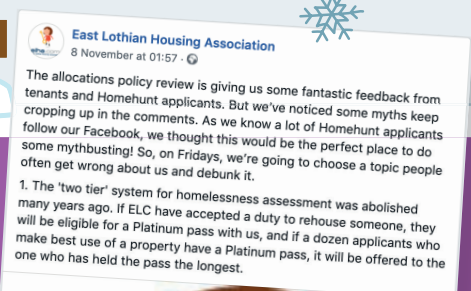 East Lothian Housing Association
8 November at 01:57 ·
The allocations policy review is giving us some fantastic feedback from
tenants and Homehunt applicants. But we've noticed some myths keep
cropping up in the comments. As we know a lot of Homehunt applicants
follow our Facebook, we thought this would be the perfect place to do
some mythbusting! So, on Fridays, we're going to choose a topic people
often get wrong about us and debunk it.
1. The 'two tier' system for homelessness assessment was abolished
many years ago. If ELC have accepted a duty to rehouse someone, they
will be eligible for a Platinum pass with us, and if a dozen applicants who
make best use of a property have a Platinum pass, it will be offered to the
one who has held the pass the longest.